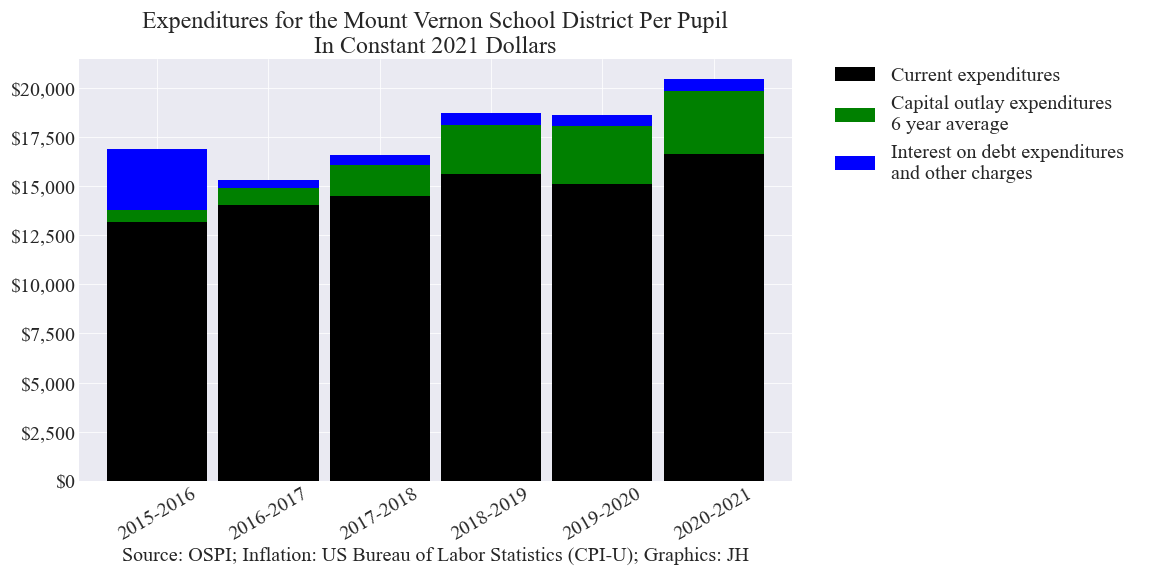 Expenditures for the Mount Vernon School District Per Pupil
In Constant 2021 Dollars
$20,000
$17,500
$15,000
$12,500
$10,000
$7,500
$5,000
$2,500
$0
2015-2016
2016-2017
2017-2018
2018-2019
2019-2020
2020-2021
Source: OSPI; Inflation: US Bureau of Labor Statistics (CPI-U); Graphics: JH
Current expenditures
Capital outlay expenditures
6 year average
Interest on debt expenditures
and other charges